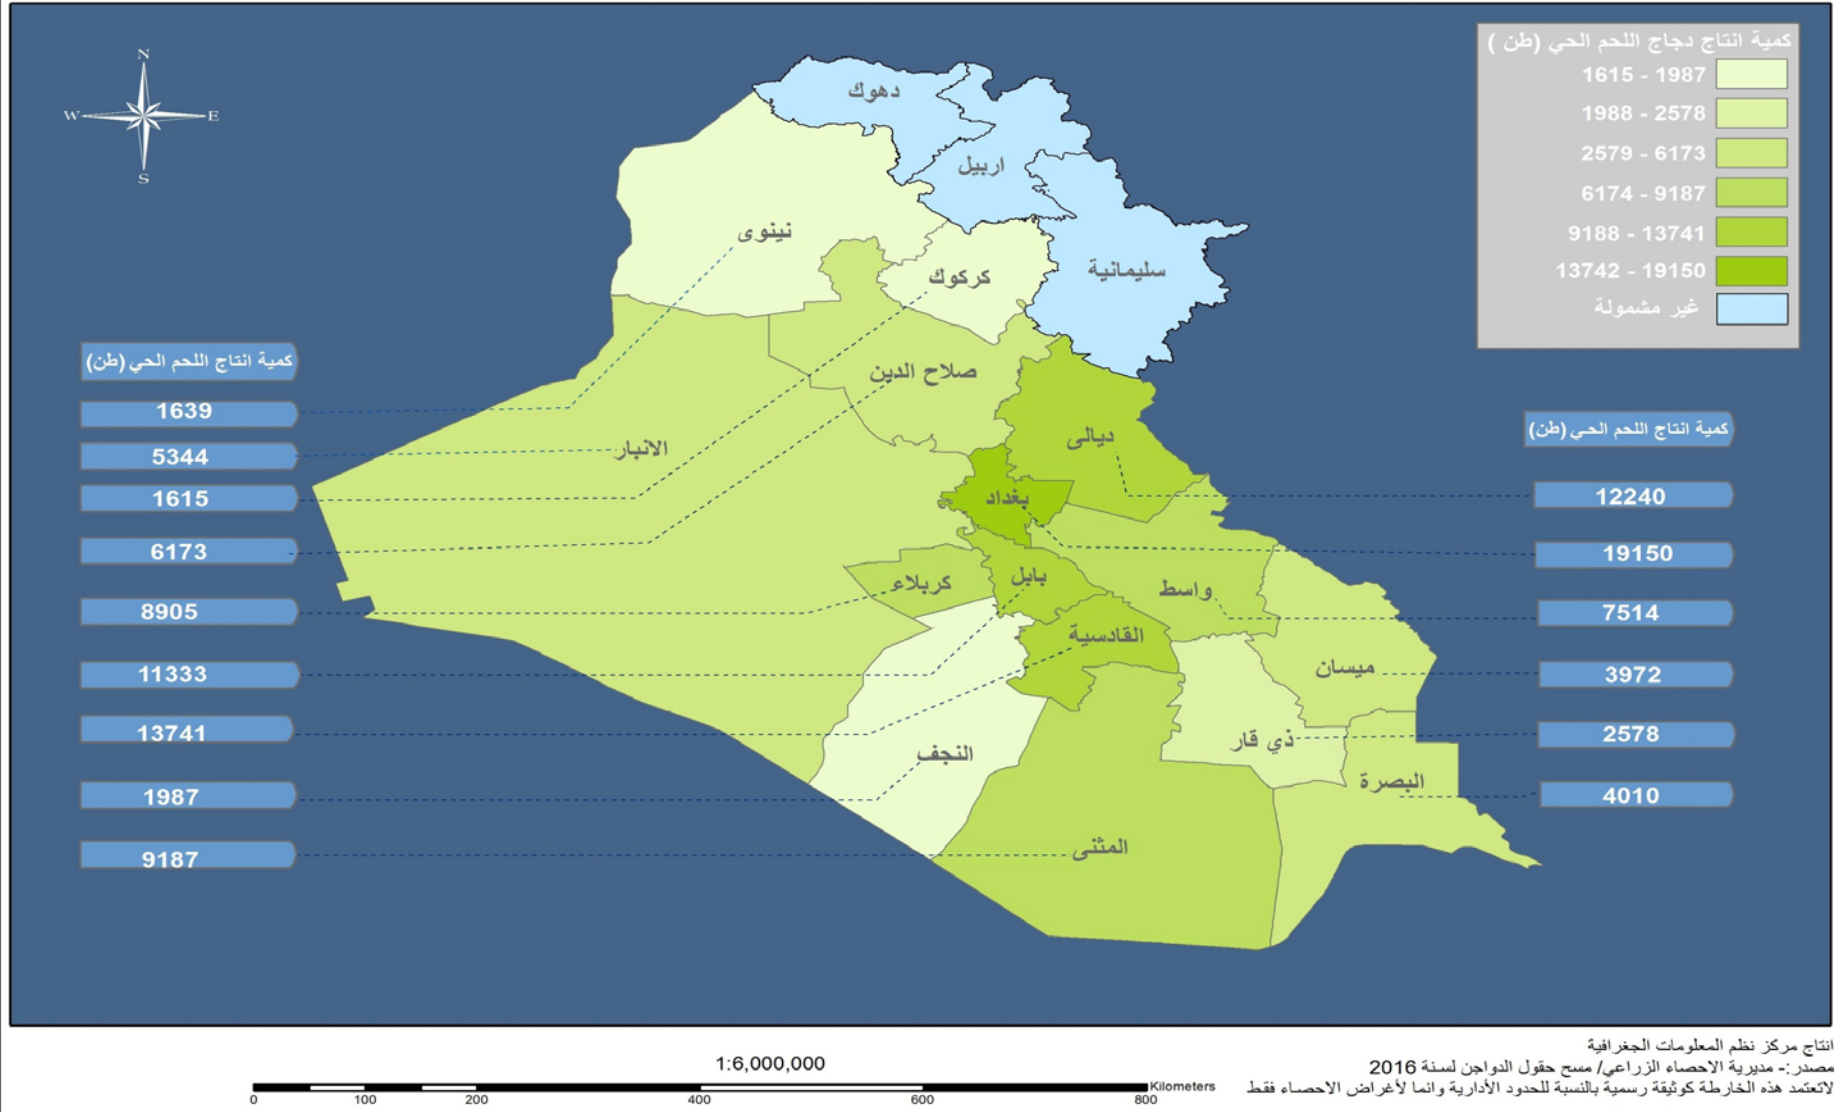 كمية انتاج دجاج اللحم الحي (طن )
1615 - 1987
1988 - 2578
2579 - 6173
6174 - 9187
9188 - 13741
13742 - 19150
غير مشمولة
N
W
E
S
دهوك
اربيل
نينوى
كركوك
سليمانية
صلاح الدين
ديالى
الانبار
بغداد
بابل
كربلاء
واسط
القادسية
ميسان
النجف
ذي قار
البصرة
المثنى
كمية انتاج اللحم الحي (طن)
12240
19150
7514
3972
2578
4010
كمية انتاج اللحم الحي (طن)
1639
5344
1615
6173
8905
11333
13741
1987
9187
انتاج مركز نظم المعلومات الجغرافية
مصدر:- مديرية الاحصاء الزراعي/ مسح حقول الدواجن لسنة 2016
لاتعتمد هذه الخارطة كوثيقة رسمية بالنسبة للحدود الأدارية وانما لأغراض الاحصاء فقط
1:6,000,000
Kilometers
0 100 200 400 600 800